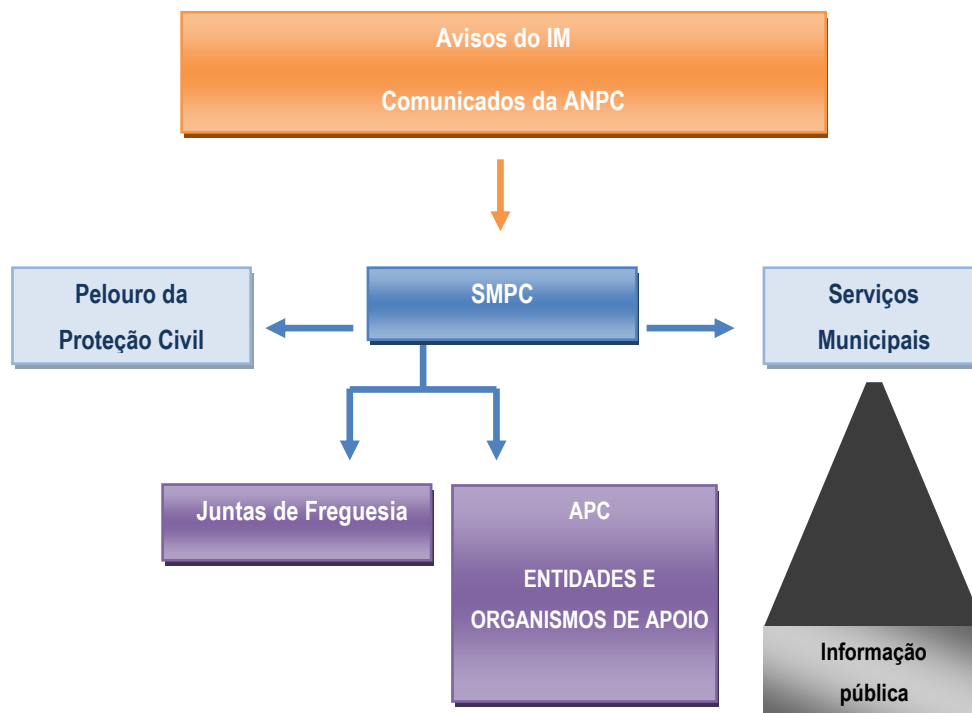 Avisos do IM
Comunicados da ANPC
Pelouro da
Proteção Civil
SMPC
Serviços
Municipais
Juntas de Freguesia
APC
ENTIDADES E
ORGANISMOS DE APOIO
Informação
pública